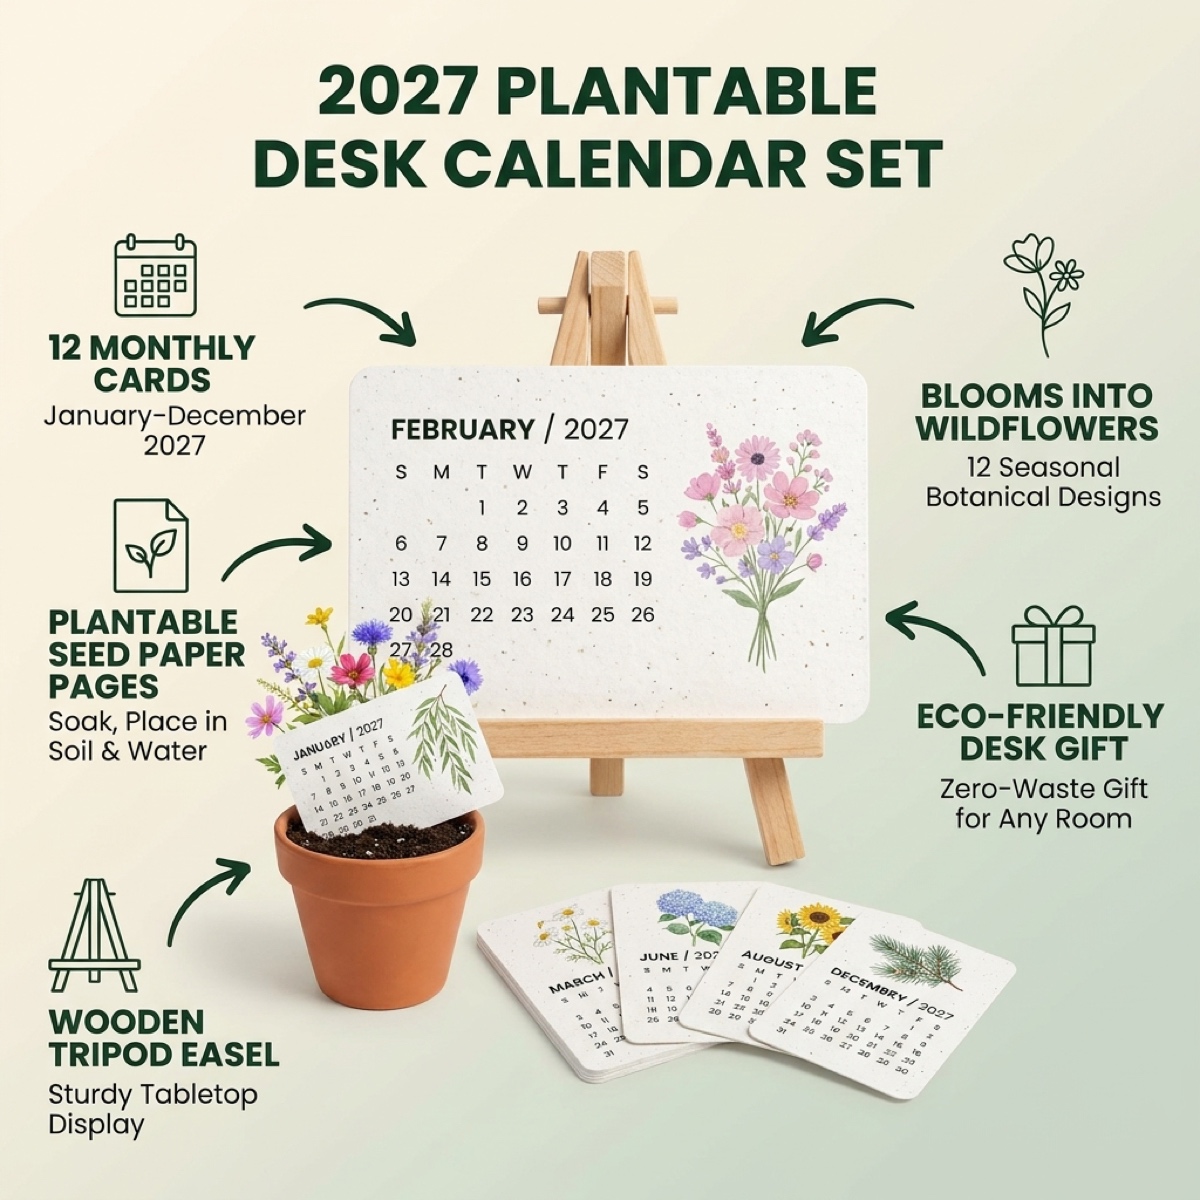 2027 PLANTABLE
DESK CALENDAR SET
12 MONTHLY
CARDS
January-December
2027
PLANTABLE
SEED PAPER
PAGES
Soak, Place in
Soil & Water
WOODEN
TRIPOD EASEL
Sturdy Tabletop
Display
BLOOMS INTO
WILDFLOWERS
12 Seasonal
Botanical Designs
ECO-FRIENDLY
DESK GIFT
Zero-Waste Gift
for Any Room
FEBRUARY / 2027
S M T W T F S
1 2 3 4 5
6 7 8 9 10 11 12
13 14 15 16 17 18 19
20 21 22 23 24 25 26
27 28
/ 2027
S M T W T F S
MARCH /
JUNE / 202
AUGUST
DECEMBRY / 2027